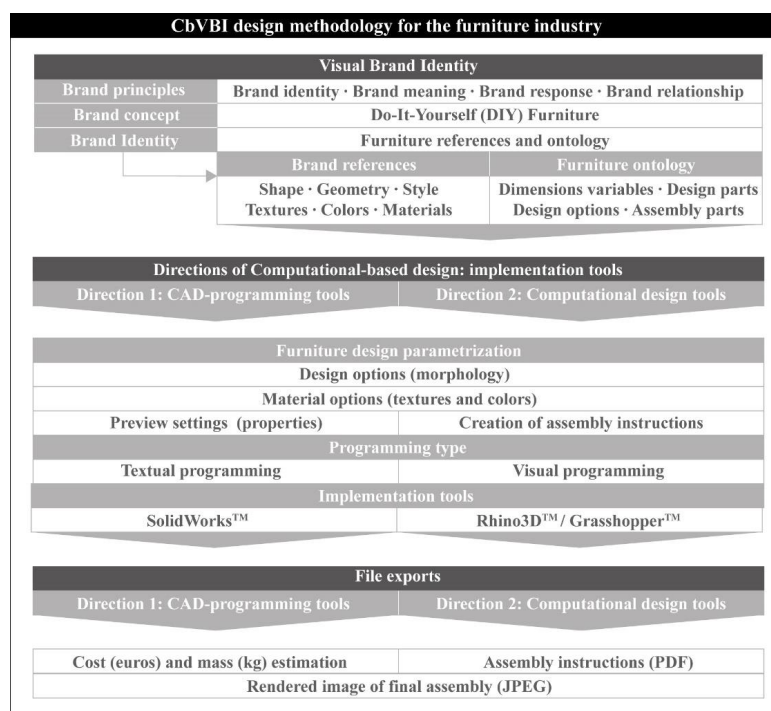 CbVBI design methodology for the furniture industry
Visual Brand Identity
Brand principles
Brand identity · Brand meaning · Brand response · Brand relationship
Brand concept
Do-It-Yourself (DIY) Furniture
Brand Identity
Furniture references and ontology
Brand references
Furniture ontology
Shape · Geometry · Style
Textures · Colors · Materials
Dimensions variables · Design parts
Design options · Assembly parts
Directions of Computational-based design: implementation tools
Direction 1: CAD-programming tools
Direction 2: Computational design tools
Furniture design parametrization
Design options (morphology)
Material options (textures and colors)
Preview settings (properties)
Creation of assembly instructions
Programming type
Textual programming
Visual programming
Implementation tools
SolidWorks™
Rhino3D™ / Grasshopper™
File exports
Direction 1: CAD-programming tools
Direction 2: Computational design tools
Cost (euros) and mass (kg) estimation
Assembly instructions (PDF)
Rendered image of final assembly (JPEG)